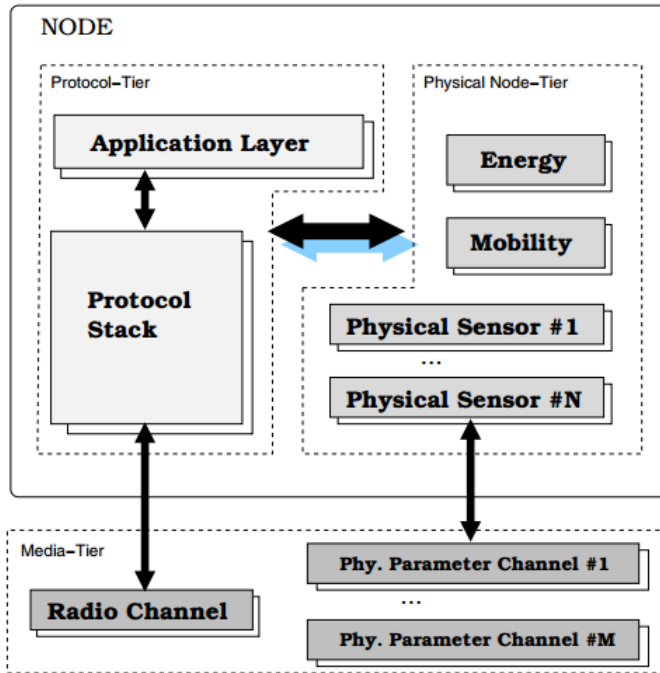 NODE
Protocol-Tier
Application Layer
Protocol
Stack
Physical Node-Tier
Energy
Mobility
Physical Sensor #1
...
Physical Sensor #N
Media-Tier
Radio Channel
Phy. Parameter Channel #1
...
Phy. Parameter Channel #M